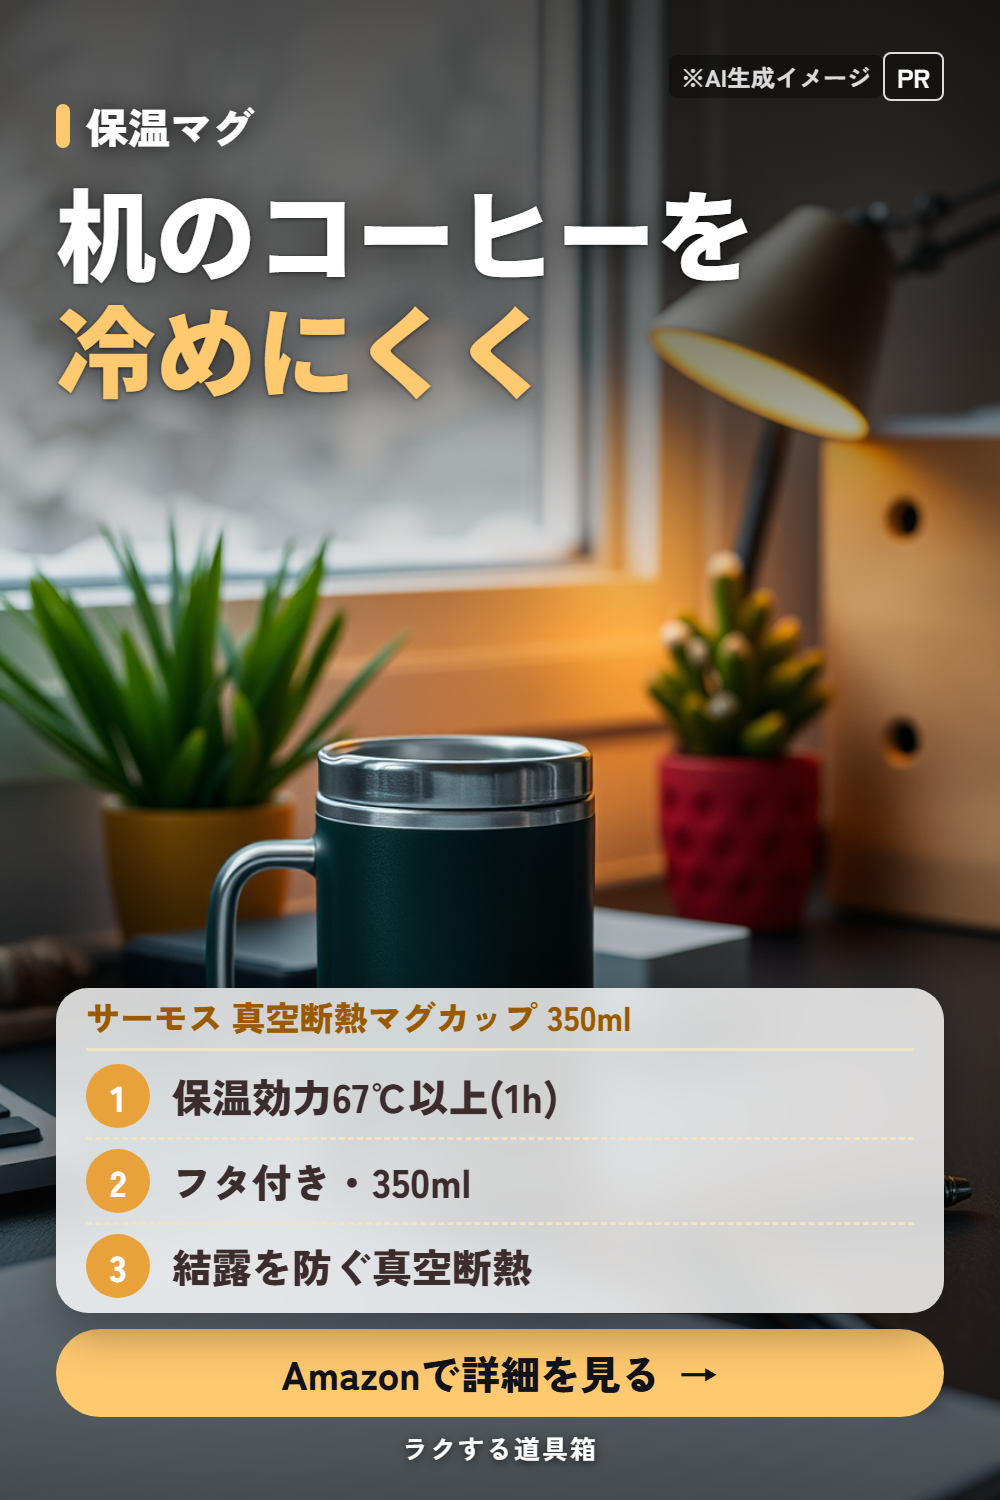 ※AI生成イメージ PR
保温マグ
机のコーヒーを
冷めにくく
サーモス 真空断熱マグカップ 350ml
1 保温効力67℃以上(1h)
2 フタ付き・350ml
3 結露を防ぐ真空断熱
Amazonで詳細を見る →
ラクする道具箱